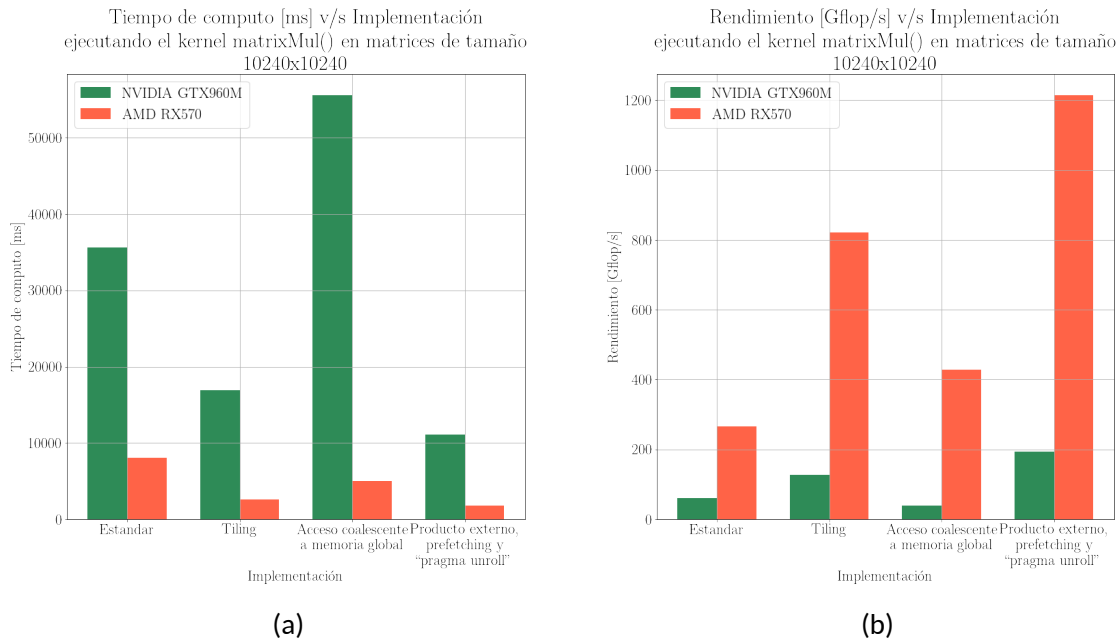 Tiempo de computo [ms] v/s Implementación
ejecutando el kernel matrixMul() en matrices de tamaño
10240x10240
NVIDIA GTX960M
AMD RX570
50000
40000
30000
20000
10000
0
Tiempo de computo [ms]
Estandar
Tiling
Acceso coalescente
a memoria global
Producto externo,
prefetching y
“pragma unroll”
Implementación
(a)
Rendimiento [Gflop/s] v/s Implementación
ejecutando el kernel matrixMul() en matrices de tamaño
10240x10240
NVIDIA GTX960M
AMD RX570
1200
1000
800
600
400
200
0
Rendimiento [Gflop/s]
Estandar
Tiling
Acceso coalescente
a memoria global
Producto externo,
prefetching y
“pragma unroll”
Implementación
(b)